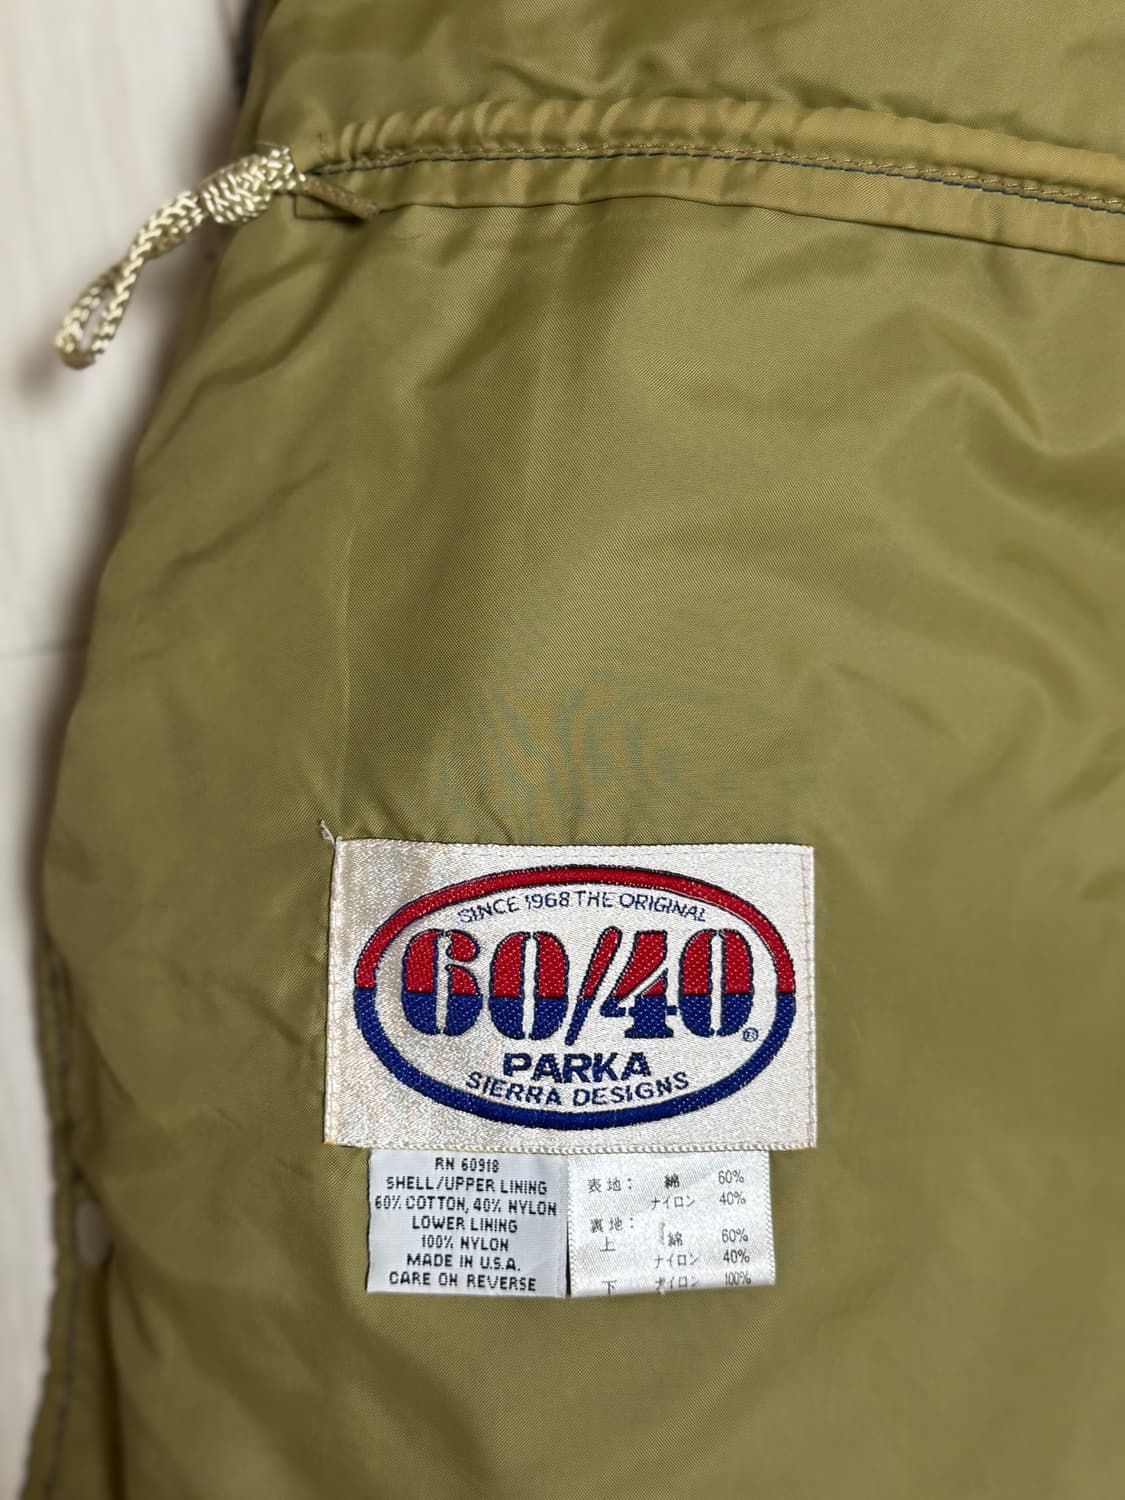 SINCE 1968 THE ORIGINAL
60/40®
PARKA
SIERRA DESIGNS
RN 60918
SHELL/UPPER LINING
60% COTTON, 40% NYLON
LOWER LINING
100% NYLON
MADE IN U.S.A.
CARE ON REVERSE
表地： 綿 60%
ナイロン 40%
裏地：
上 綿 60%
ナイロン 40%
下 ナイロン 100%